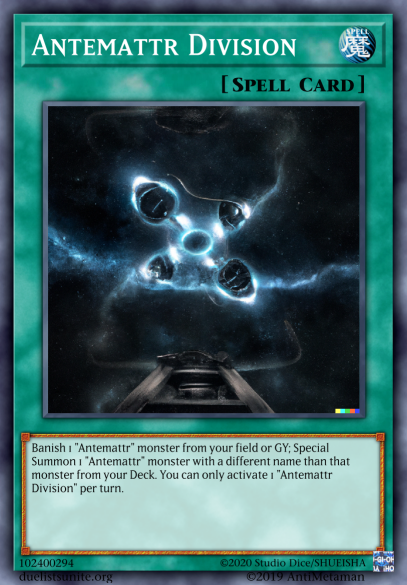 Antemattr Division
SPELL
魔
[Spell Card]
Banish 1 "Antemattr" monster from your field or GY; Special
Summon 1 "Antemattr" monster with a different name than that
monster from your Deck. You can only activate 1 "Antemattr
Division" per turn.
102400294
©2020 Studio Dice/SHUEISHA
duelistsunite.org
©2019 AntiMetaman